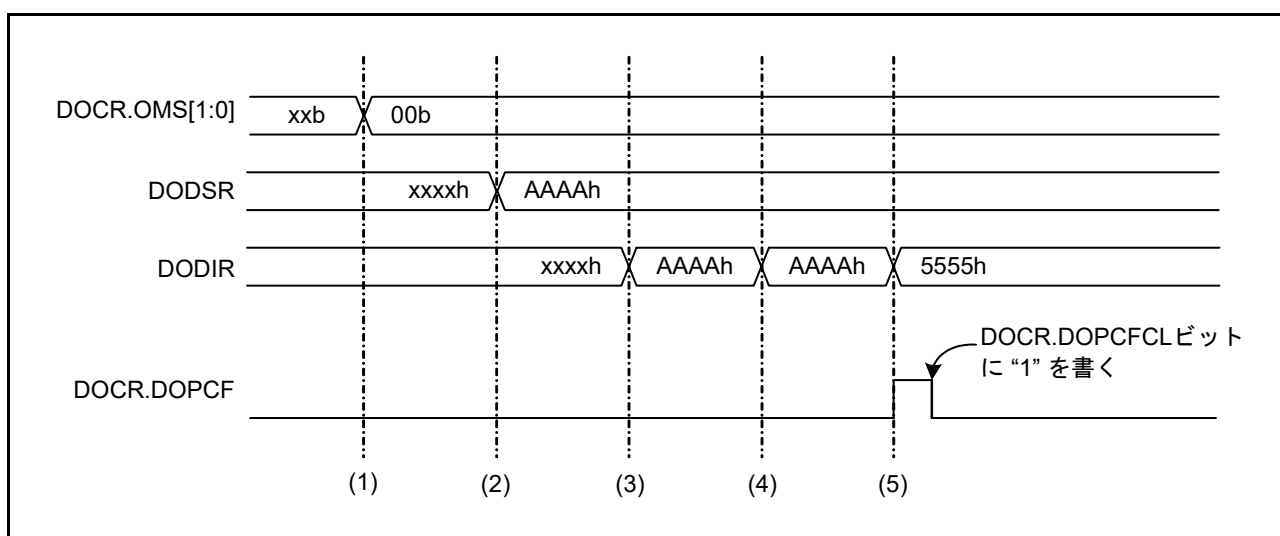 DOCR.OMS[1:0] xxb 00b
DODSR xxxxh AAAAh
DODIR xxxxh AAAAh AAAAh 5555h
DOCR.DOPCFCLビット
に “1” を書く
DOCR.DOPCF
(1) (2) (3) (4) (5)